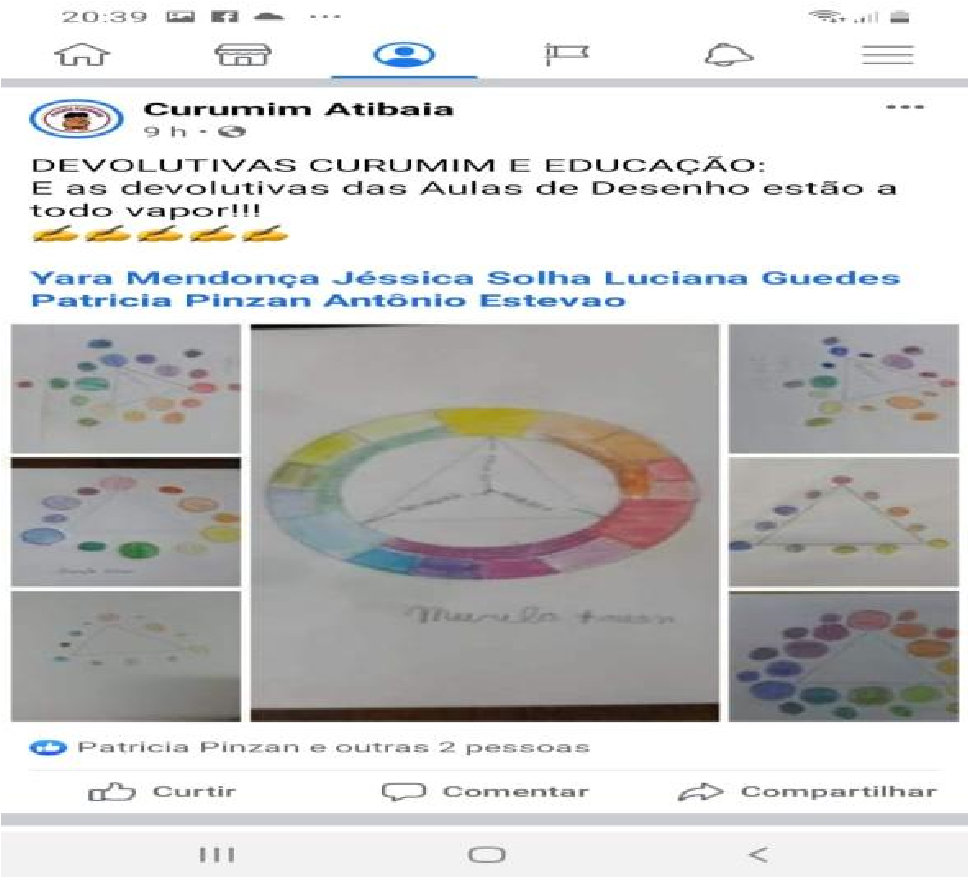 20:39
Curumim Atibaia
9 h
DEVOLUTIVAS CURUMIM E EDUCAÇÃO:
E as devolutivas das Aulas de Desenho estão a
todo vapor!!!
✍✍✍✍✍
Yara Mendonça Jéssica Solha Luciana Guedes
Patricia Pinzan Antônio Estevao
Patricia Pinzan e outras 2 pessoas
Curtir Comentar Compartilhar